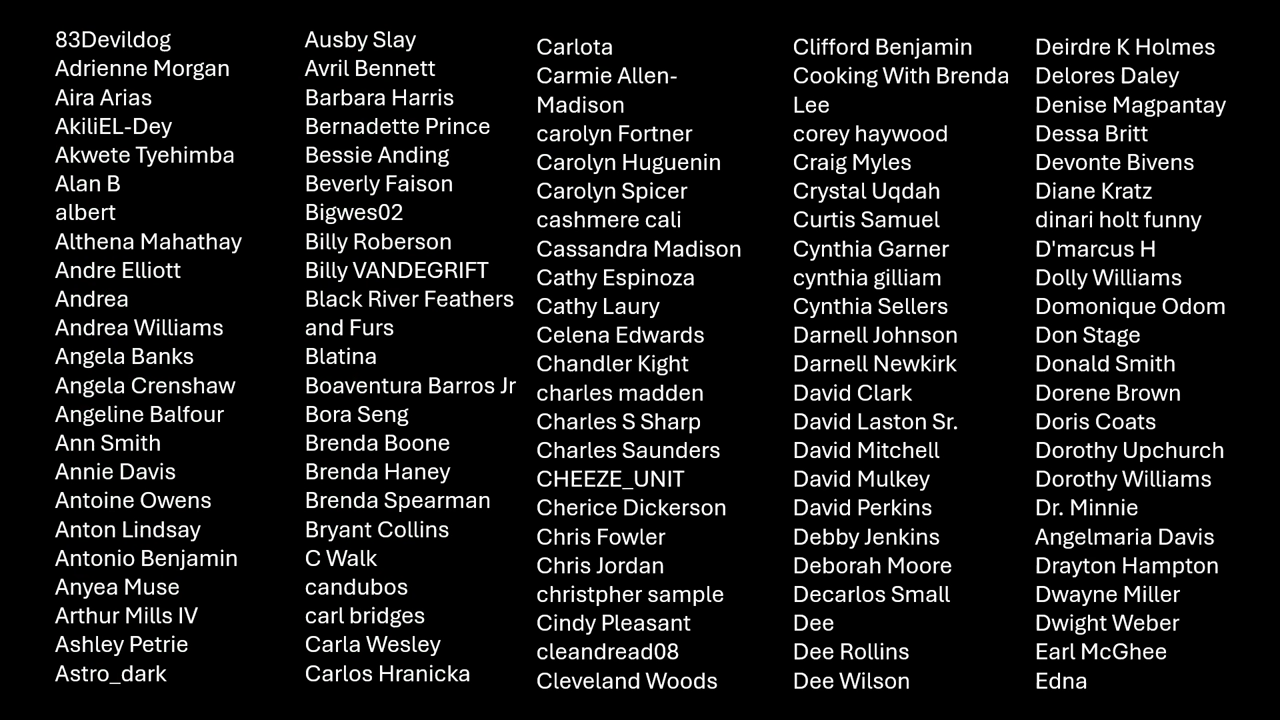 83Devildog
Adrienne Morgan
Aira Arias
AkiliEL-Dey
Akwete Tyehimba
Alan B
albert
Althena Mahathay
Andre Elliott
Andrea
Andrea Williams
Angela Banks
Angela Crenshaw
Angeline Balfour
Ann Smith
Annie Davis
Antoine Owens
Anton Lindsay
Antonio Benjamin
Anyea Muse
Arthur Mills IV
Ashley Petrie
Astro_dark
Ausby Slay
Avril Bennett
Barbara Harris
Bernadette Prince
Bessie Anding
Beverly Faison
Bigwes02
Billy Roberson
Billy VANDEGRIFT
Black River Feathers
and Furs
Blatina
Boaventura Barros Jr
Bora Seng
Brenda Boone
Brenda Haney
Brenda Spearman
Bryant Collins
C Walk
candubos
carl bridges
Carla Wesley
Carlos Hranicka
Carlota
Carmie Allen-
Madison
carolyn Fortner
Carolyn Huguenin
Carolyn Spicer
cashmere cali
Cassandra Madison
Cathy Espinoza
Cathy Laury
Celena Edwards
Chandler Kight
charles madden
Charles S Sharp
Charles Saunders
CHEEZE_UNIT
Cherice Dickerson
Chris Fowler
Chris Jordan
christpher sample
Cindy Pleasant
cleandread08
Cleveland Woods
Clifford Benjamin
Cooking With Brenda
Lee
corey haywood
Craig Myles
Crystal Uqdah
Curtis Samuel
Cynthia Garner
cynthia gilliam
Cynthia Sellers
Darnell Johnson
Darnell Newkirk
David Clark
David Laston Sr.
David Mitchell
David Mulkey
David Perkins
Debby Jenkins
Deborah Moore
Decarlos Small
Dee
Dee Rollins
Dee Wilson
Deirdre K Holmes
Delores Daley
Denise Magpantay
Dessa Britt
Devonte Bivens
Diane Kratz
dinari holt funny
D'marcus H
Dolly Williams
Domonique Odom
Don Stage
Donald Smith
Dorene Brown
Doris Coats
Dorothy Upchurch
Dorothy Williams
Dr. Minnie
Angelmaria Davis
Drayton Hampton
Dwayne Miller
Dwight Weber
Earl McGhee
Edna